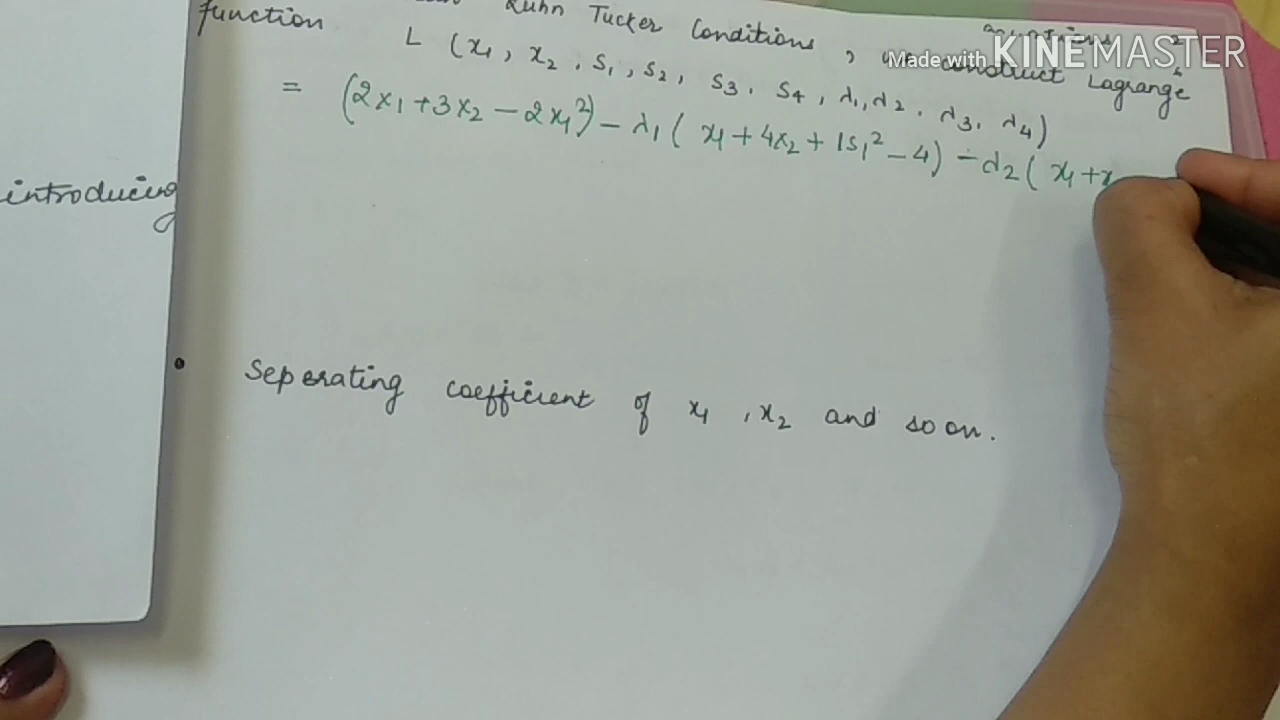 Kuhn Tucker Conditions,
function construct Lagrange
L (x1, x2, S1, S2, S3, S4, λ1, λ2, λ3, λ4)
= (2x1 + 3x2 - 2x1²) - λ1 ( x1 + 4x2 + 1S1² - 4) - λ2 ( x1 +
introducing
• Seperating coefficient of x1, x2 and so on.
Made with KINEMASTER